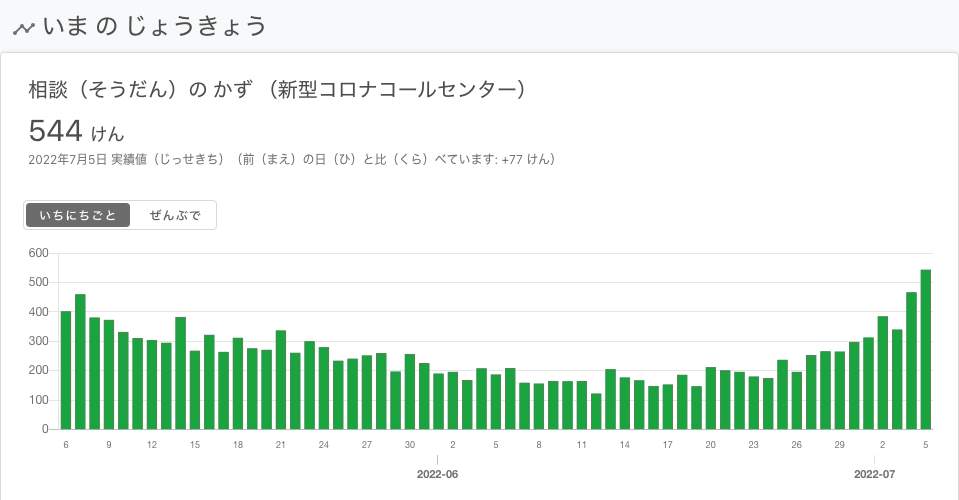 いま の じょうきょう
相談（そうだん）の かず （新型コロナコールセンター）
544 けん
2022年7月5日 実績値（じっせきち）（前（まえ）の日（ひ）と比（くら）べています: +77 けん）
いちにちごと ぜんぶで
600
500
400
300
200
100
0
6 9 12 15 18 21 24 27 30 2 5 8 11 14 17 20 23 26 29 2 5
2022-06 2022-07